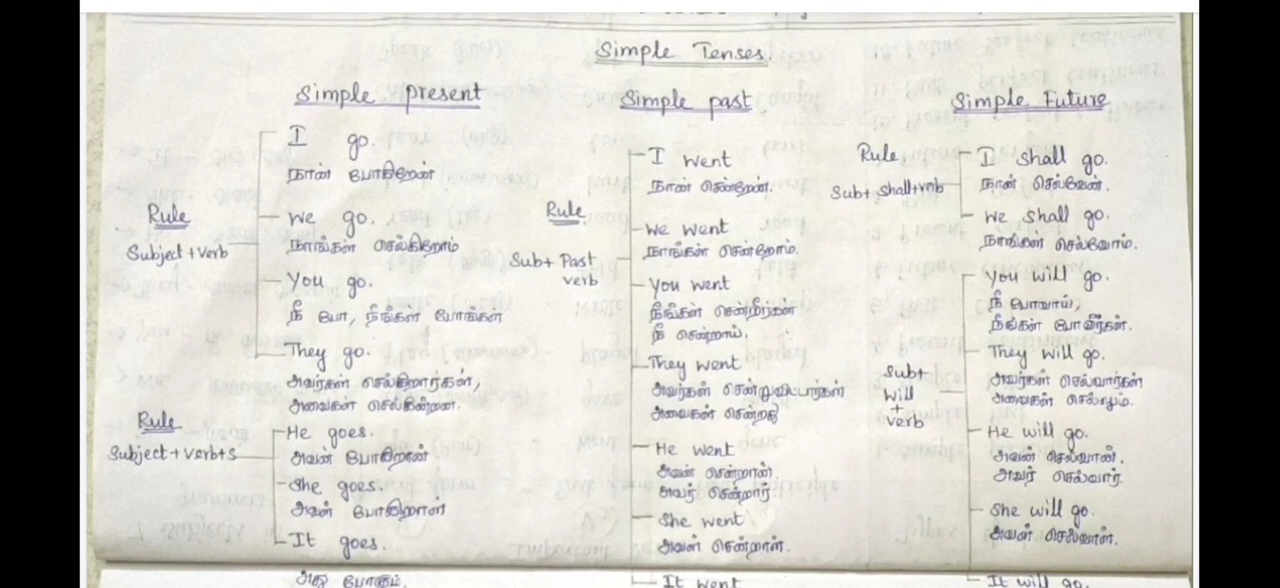 Simple Tenses.
Simple present
I go.
நான் போகிறேன்
Rule
Subject + verb
We go.
நாங்கள் செல்கிறோம்
You go.
நீ போ, நீங்கள் போங்கள்
They go.
அவர்கள் செல்கிறார்கள்,
அவைகள் செல்கின்றன.
Rule
Subject + verb + s
He goes.
அவன் போகிறான்
She goes.
அவள் போகிறாள்
It goes.
அது போகும்.
Simple past
I went
நான் சென்றேன்.
Rule
Sub + Past
verb
We went
நாங்கள் சென்றோம்.
You went
நீங்கள் சென்றீர்கள்
நீ சென்றாய்.
They went
அவர்கள் சென்றுவிட்டார்கள்
அவைகள் சென்றது
He went
அவன் சென்றான்
அவர் சென்றார்
She went
அவள் சென்றாள்.
It went
Simple Future
Rule
Sub + shall + verb
I shall go.
நான் செல்வேன்.
We shall go.
நாங்கள் செல்வோம்.
You will go.
நீ போவாய்,
நீங்கள் போவீர்கள்.
They will go.
அவர்கள் செல்வார்கள்
அவைகள் செல்லும்.
Sub +
will
+
verb
He will go.
அவன் செல்வான்.
அவர் செல்வார்.
She will go.
அவள் செல்வாள்.
It will go.